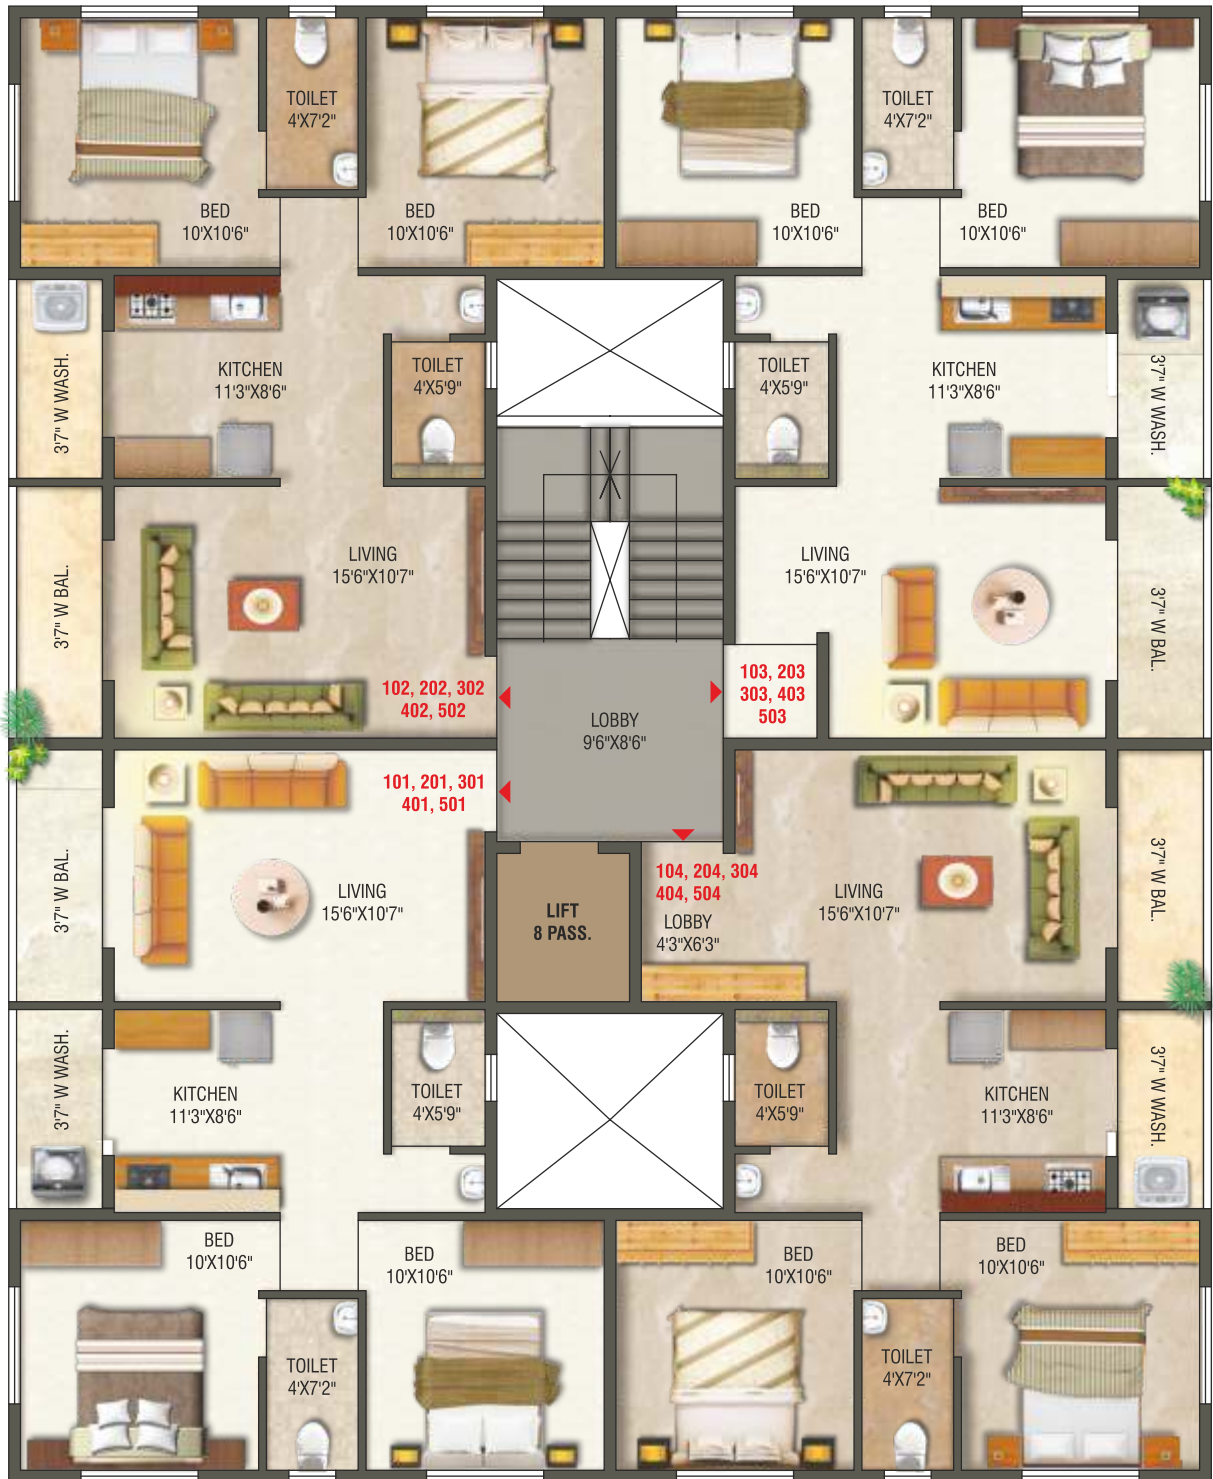 TOILET
4'X7'2"
TOILET
4'X7'2"
BED
10'X10'6"
BED
10'X10'6"
BED
10'X10'6"
BED
10'X10'6"
3'7" W WASH.
KITCHEN
11'3"X8'6"
TOILET
4'X5'9"
TOILET
4'X5'9"
KITCHEN
11'3"X8'6"
3'7" W WASH.
3'7" W BAL.
LIVING
15'6"X10'7"
LIVING
15'6"X10'7"
3'7" W BAL.
102, 202, 302
402, 502
103, 203
303, 403
503
LOBBY
9'6"X8'6"
101, 201, 301
401, 501
3'7" W BAL.
LIVING
15'6"X10'7"
LIFT
8 PASS.
104, 204, 304
404, 504
LOBBY
4'3"X6'3"
LIVING
15'6"X10'7"
3'7" W BAL.
3'7" W WASH.
KITCHEN
11'3"X8'6"
TOILET
4'X5'9"
TOILET
4'X5'9"
KITCHEN
11'3"X8'6"
3'7" W WASH.
BED
10'X10'6"
BED
10'X10'6"
BED
10'X10'6"
BED
10'X10'6"
TOILET
4'X7'2"
TOILET
4'X7'2"